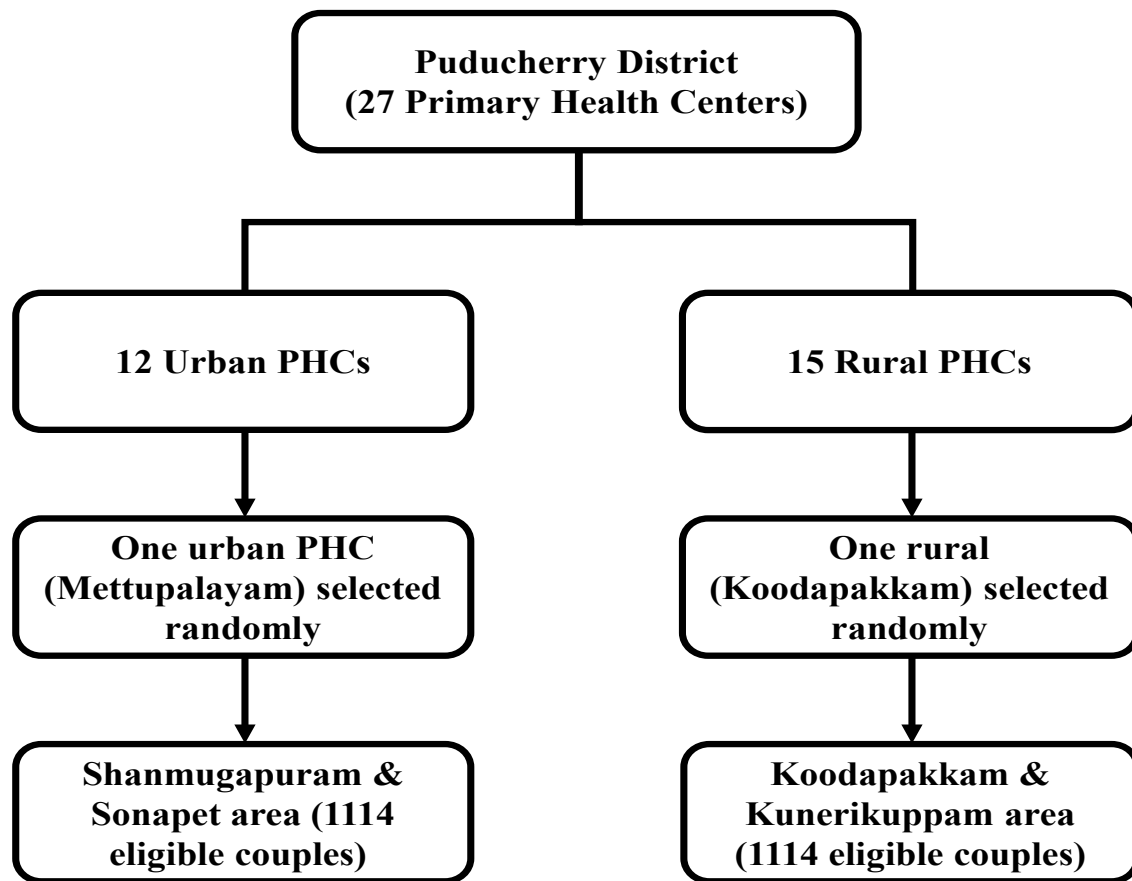 Puducherry District
(27 Primary Health Centers)
12 Urban PHCs
15 Rural PHCs
One urban PHC
(Mettupalayam) selected
randomly
One rural
(Koodapakkam) selected
randomly
Shanmugapuram &
Sonapet area (1114
eligible couples)
Koodapakkam &
Kunerikuppam area
(1114 eligible couples)